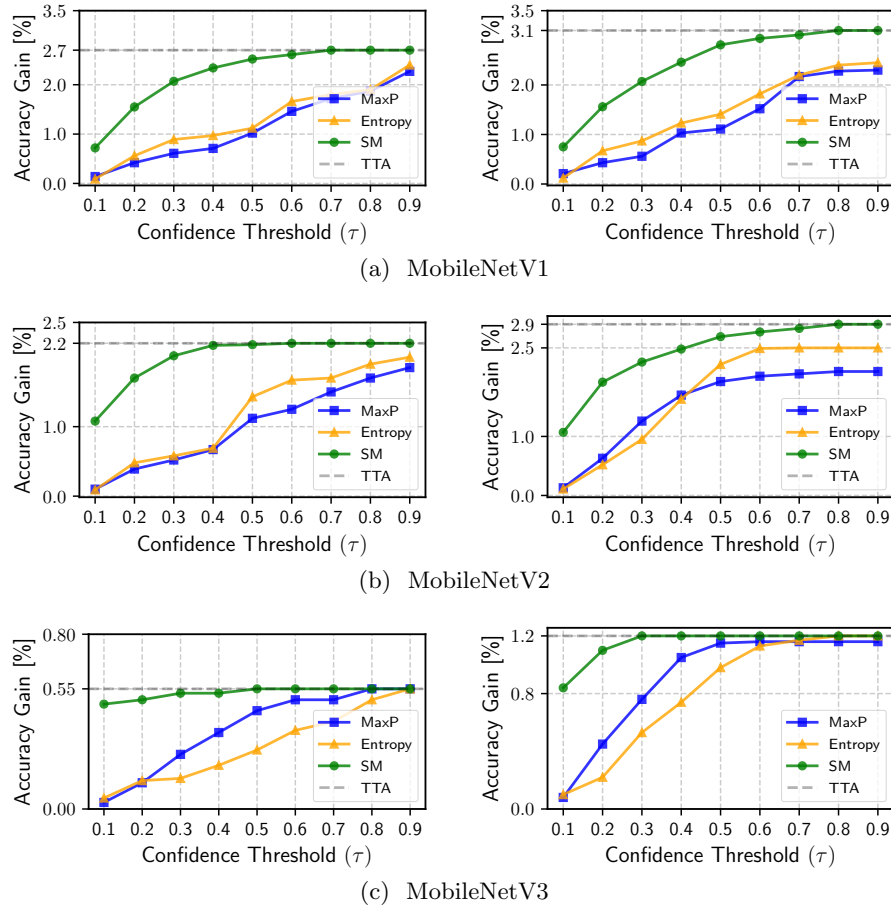 3.5
2.7
2.0
1.0
0.0
Accuracy Gain [%]
MaxP
Entropy
SM
TTA
0.1 0.2 0.3 0.4 0.5 0.6 0.7 0.8 0.9
Confidence Threshold (τ)
3.5
3.1
2.0
1.0
0.0
Accuracy Gain [%]
MaxP
Entropy
SM
TTA
0.1 0.2 0.3 0.4 0.5 0.6 0.7 0.8 0.9
Confidence Threshold (τ)
(a) MobileNetV1
2.5
2.2
1.0
0.0
Accuracy Gain [%]
MaxP
Entropy
SM
TTA
0.1 0.2 0.3 0.4 0.5 0.6 0.7 0.8 0.9
Confidence Threshold (τ)
2.9
2.5
1.0
0.0
Accuracy Gain [%]
MaxP
Entropy
SM
TTA
0.1 0.2 0.3 0.4 0.5 0.6 0.7 0.8 0.9
Confidence Threshold (τ)
(b) MobileNetV2
0.80
0.55
0.00
Accuracy Gain [%]
MaxP
Entropy
SM
TTA
0.1 0.2 0.3 0.4 0.5 0.6 0.7 0.8 0.9
Confidence Threshold (τ)
1.2
0.8
0.0
Accuracy Gain [%]
MaxP
Entropy
SM
TTA
0.1 0.2 0.3 0.4 0.5 0.6 0.7 0.8 0.9
Confidence Threshold (τ)
(c) MobileNetV3